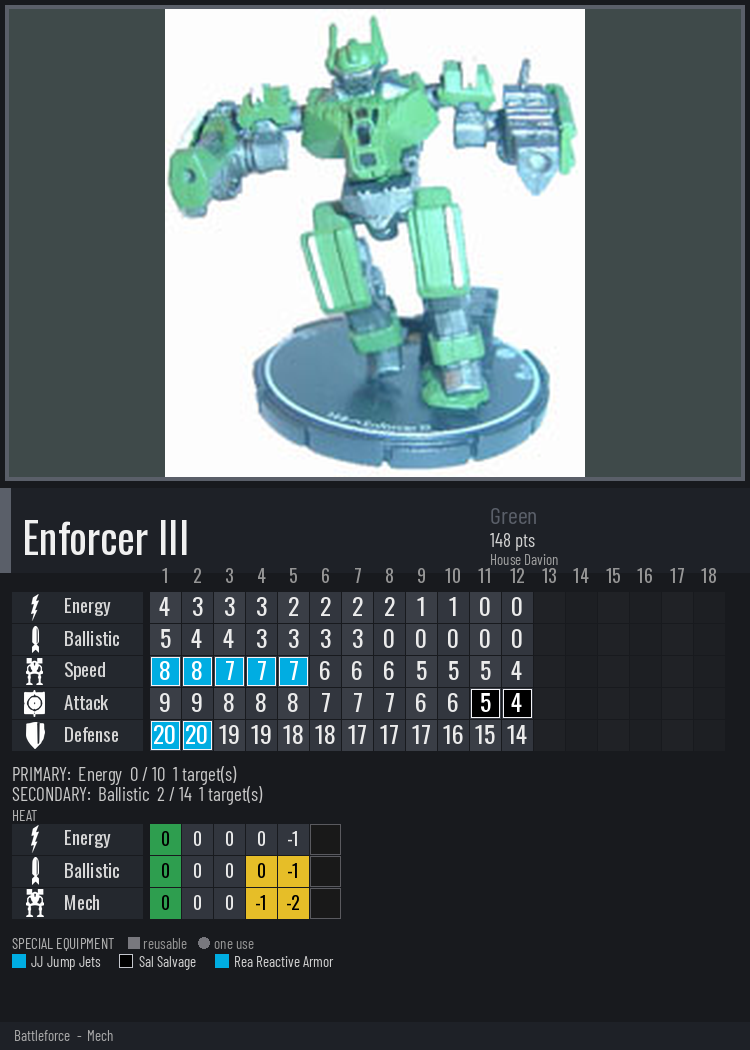 Enforcer III
Green
148 pts
House Davion
1 2 3 4 5 6 7 8 9 10 11 12 13 14 15 16 17 18
Energy 4 3 3 3 2 2 2 2 1 1 0 0
Ballistic 5 4 4 3 3 3 3 0 0 0 0 0
Speed 8 8 7 7 7 6 6 6 5 5 5 4
Attack 9 9 8 8 8 7 7 7 6 6 5 4
Defense 20 20 19 19 18 18 17 17 17 16 15 14
PRIMARY: Energy 0 / 10 1 target(s)
SECONDARY: Ballistic 2 / 14 1 target(s)
HEAT
Energy 0 0 0 0 -1
Ballistic 0 0 0 0 -1
Mech 0 0 0 -1 -2
SPECIAL EQUIPMENT reusable one use
JJ Jump Jets Sal Salvage Rea Reactive Armor
Battleforce - Mech